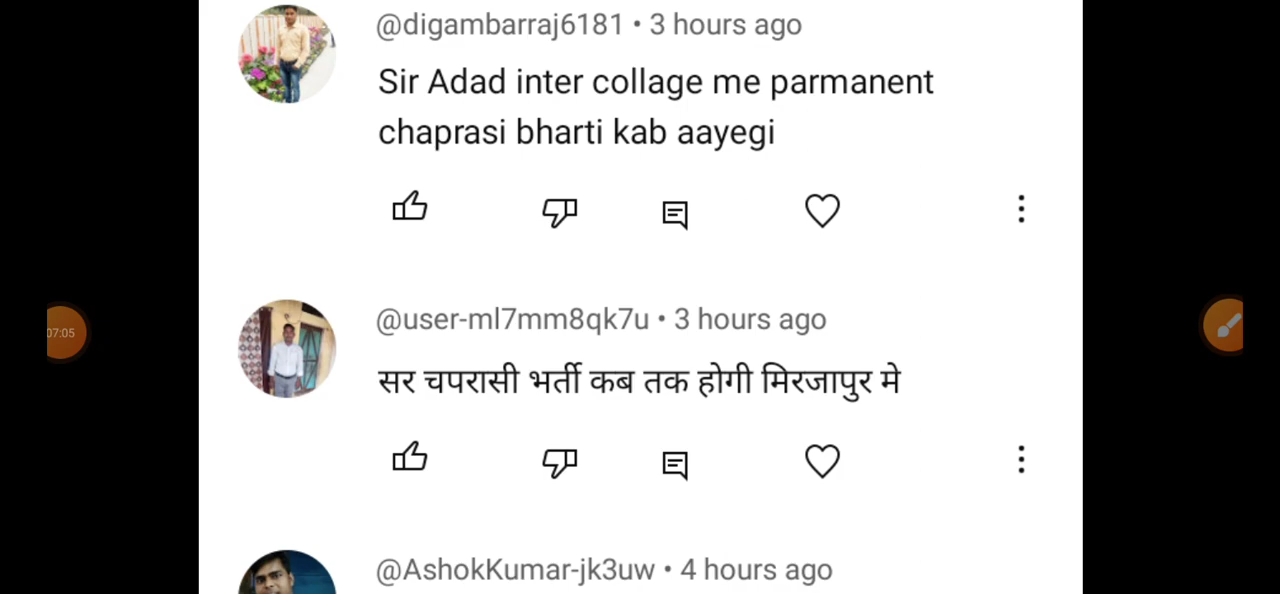 @digambarraj6181 • 3 hours ago
Sir Adad inter collage me parmanent
chaprasi bharti kab aayegi
07:05
@user-ml7mm8qk7u • 3 hours ago
सर चपरासी भर्ती कब तक होगी मिरजापुर मे
@AshokKumar-jk3uw • 4 hours ago